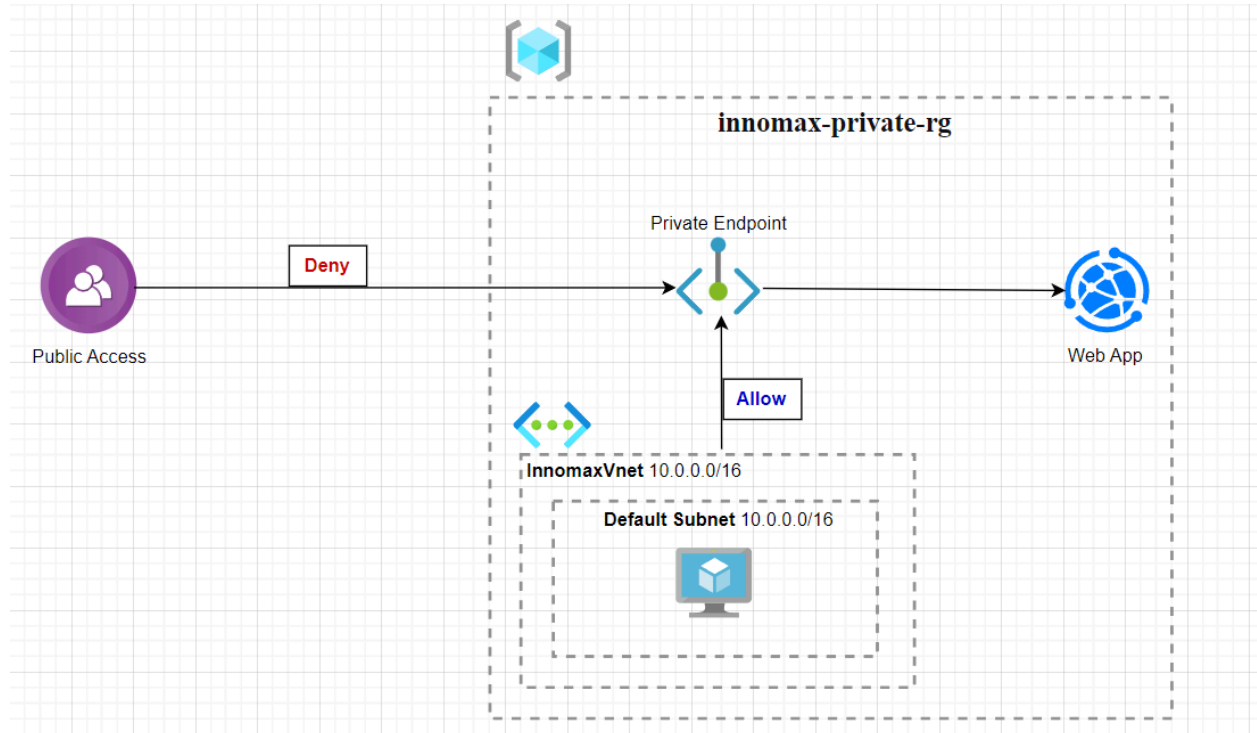 innomax-private-rg
Private Endpoint
Deny
Public Access
Web App
Allow
InnomaxVnet 10.0.0.0/16
Default Subnet 10.0.0.0/16